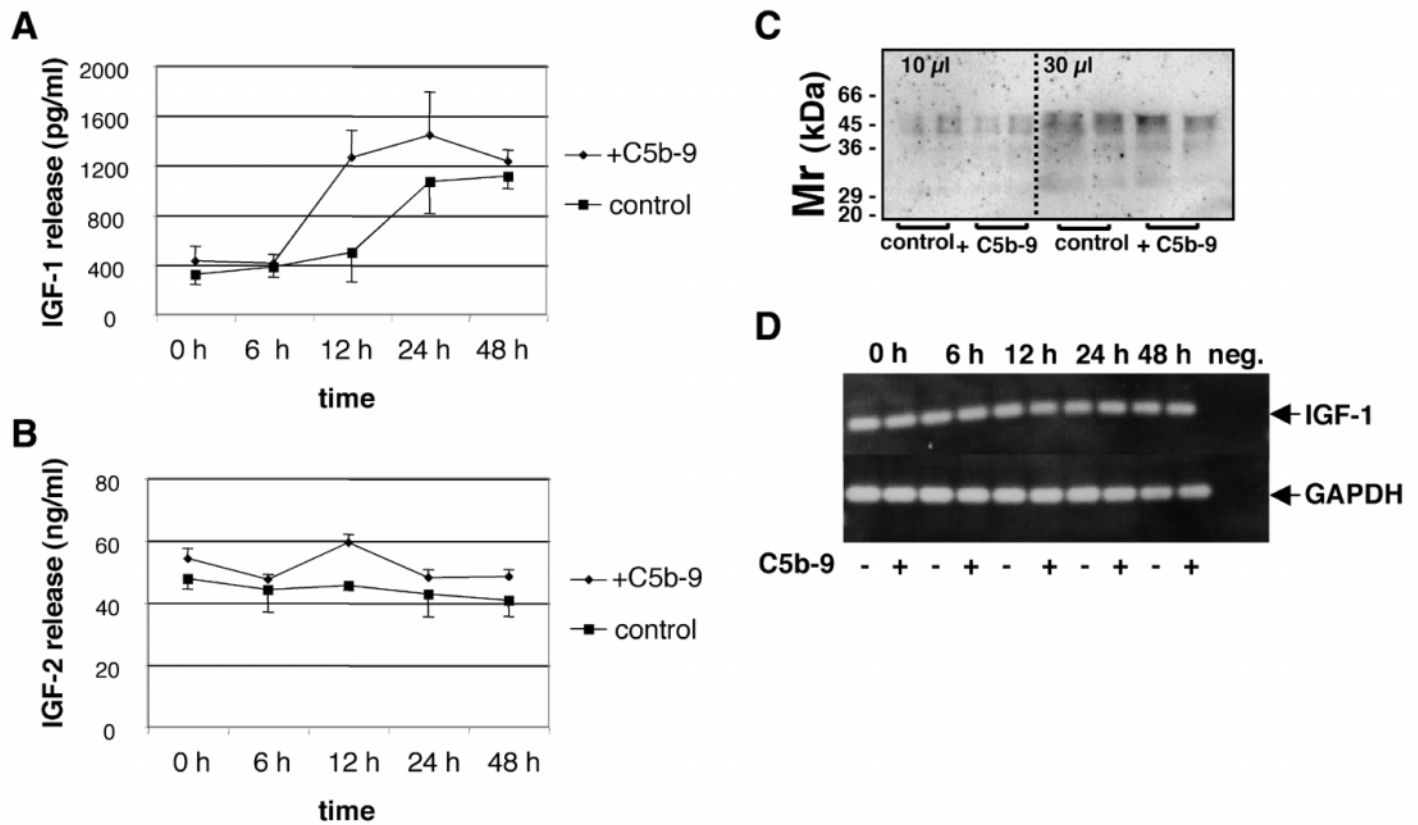 A
IGF-1 release (pg/ml)
2000
1600
1200
800
400
0
0 h 6 h 12 h 24 h 48 h
time
+C5b-9
control
B
IGF-2 release (ng/ml)
80
60
40
20
0
0 h 6 h 12 h 24 h 48 h
time
+C5b-9
control
C
Mr (kDa)
10 µl 30 µl
66 -
45 -
36 -
29 -
20 -
control + C5b-9 control + C5b-9
D
0 h 6 h 12 h 24 h 48 h neg.
IGF-1
GAPDH
C5b-9 - + - + - + - + - +